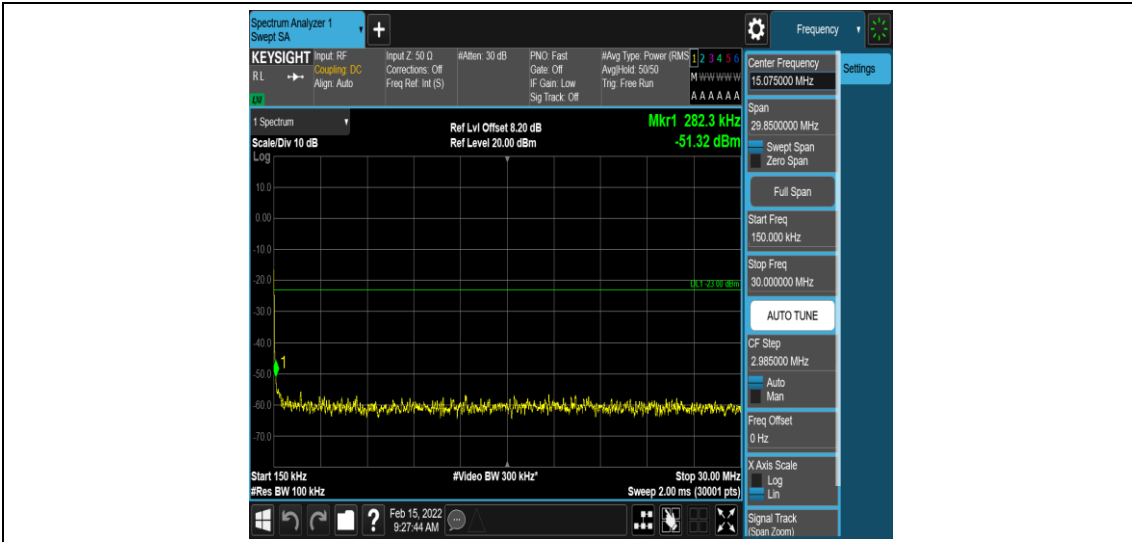 Spectrum Analyzer 1
Swept SA
+
Frequency
KEYSIGHT
RL
LXI
Input: RF
Coupling: DC
Align: Auto
Input Z: 50 Ω
Corrections: Off
Freq Ref: Int (S)
#Atten: 30 dB
PNO: Fast
Gate: Off
IF Gain: Low
Sig Track: Off
#Avg Type: Power (RMS
Avg|Hold: 50/50
Trig: Free Run
1 2 3 4 5 6
M W W W W W
A A A A A A
1 Spectrum
Scale/Div 10 dB
Log
Ref Lvl Offset 8.20 dB
Ref Level 20.00 dBm
Mkr1 282.3 kHz
-51.32 dBm
10.0
0.00
-10.0
-20.0
DL1 -23.00 dBm
-30.0
-40.0
1
-50.0
-60.0
-70.0
Start 150 kHz
#Res BW 100 kHz
#Video BW 300 kHz*
Stop 30.00 MHz
Sweep 2.00 ms (30001 pts)
?
Feb 15, 2022
9:27:44 AM
Center Frequency
15.075000 MHz
Span
29.8500000 MHz
Swept Span
Zero Span
Full Span
Start Freq
150.000 kHz
Stop Freq
30.000000 MHz
AUTO TUNE
CF Step
2.985000 MHz
Auto
Man
Freq Offset
0 Hz
X Axis Scale
Log
Lin
Signal Track
(Span Zoom)
Settings